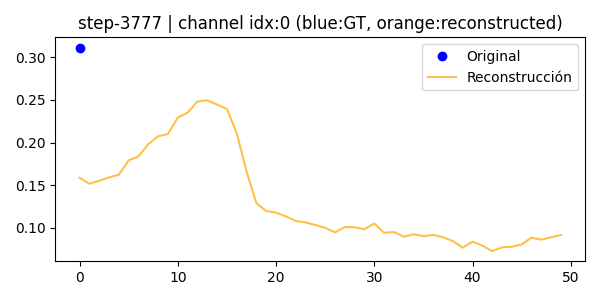 step-3777 | channel idx:0 (blue:GT, orange:reconstructed)
Original
Reconstrucción
0.30
0.25
0.20
0.15
0.10
0 10 20 30 40 50